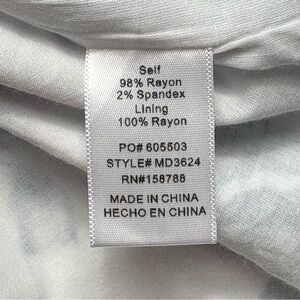 Self
98% Rayon
2% Spandex
Lining
100% Rayon
PO# 605503
STYLE# MD3624
RN#158788
MADE IN CHINA
HECHO EN CHINA